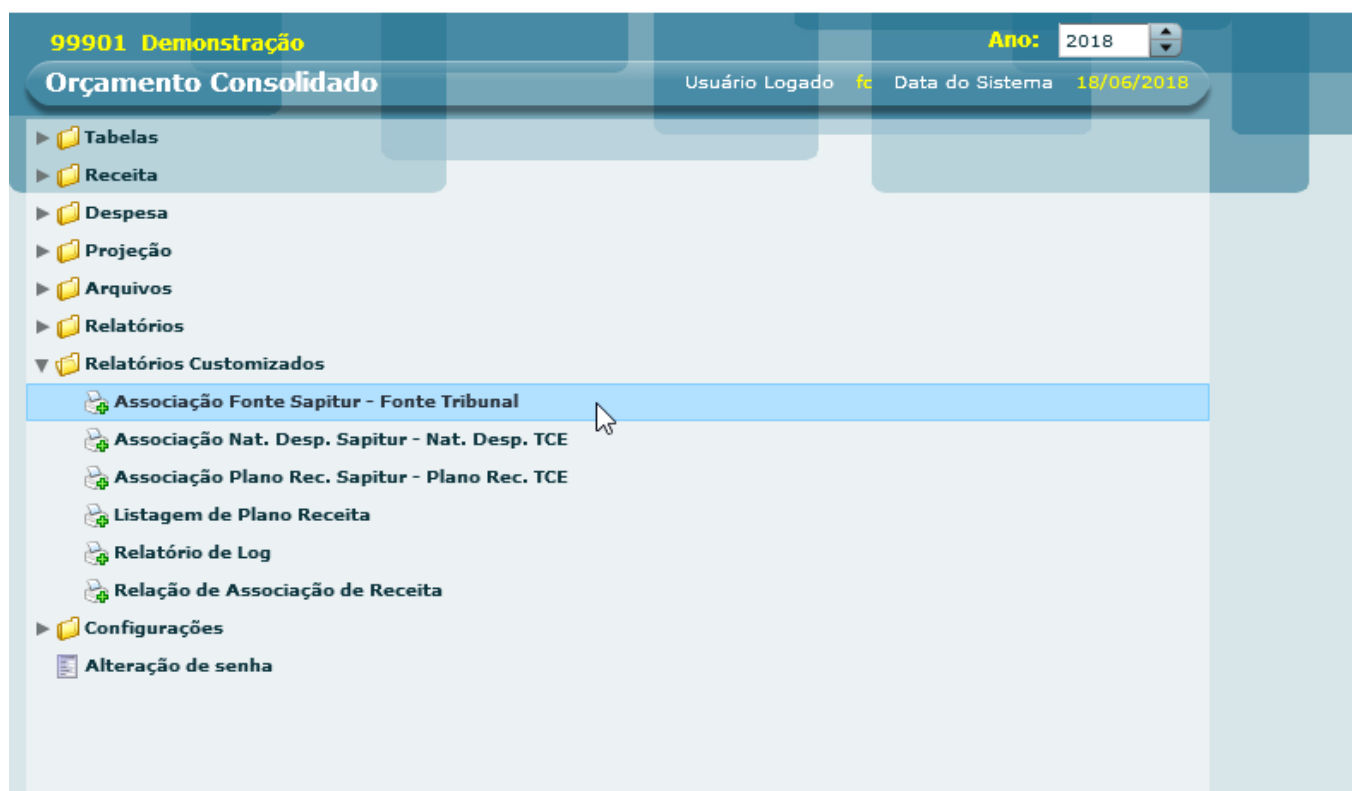 99901 Demonstração
Ano: 2018
Orçamento Consolidado
Usuário Logado fc Data do Sistema 18/06/2018
Tabelas
Receita
Despesa
Projeção
Arquivos
Relatórios
Relatórios Customizados
Associação Fonte Sapitur - Fonte Tribunal
Associação Nat. Desp. Sapitur - Nat. Desp. TCE
Associação Plano Rec. Sapitur - Plano Rec. TCE
Listagem de Plano Receita
Relatório de Log
Relação de Associação de Receita
Configurações
Alteração de senha